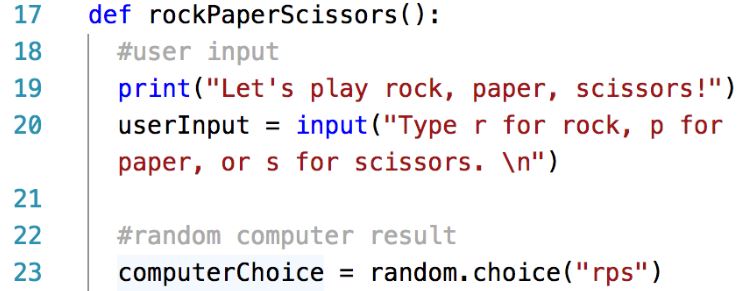 17 def rockPaperScissors():
18 #user input
19 print("Let's play rock, paper, scissors!")
20 userInput = input("Type r for rock, p for
paper, or s for scissors. \n")
21
22 #random computer result
23 computerChoice = random.choice("rps")